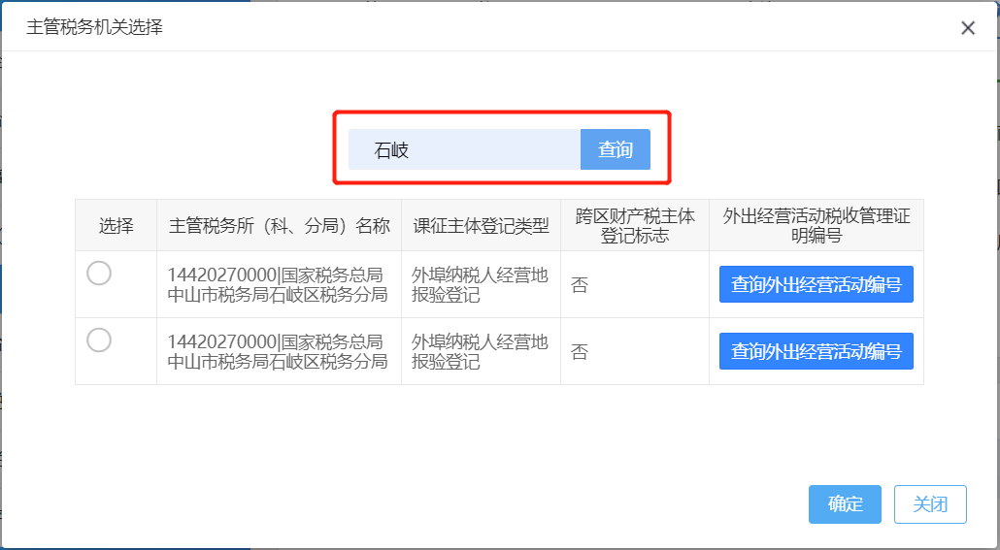 主管税务机关选择
石岐
查询
选择
主管税务所（科、分局）名称
课征主体登记类型
跨区财产税主体
登记标志
外出经营活动税收管理证
明编号
14420270000|国家税务总局
中山市税务局石岐区税务分局
外埠纳税人经营地
报验登记
否
查询外出经营活动编号
14420270000|国家税务总局
中山市税务局石岐区税务分局
外埠纳税人经营地
报验登记
否
查询外出经营活动编号
确定
关闭